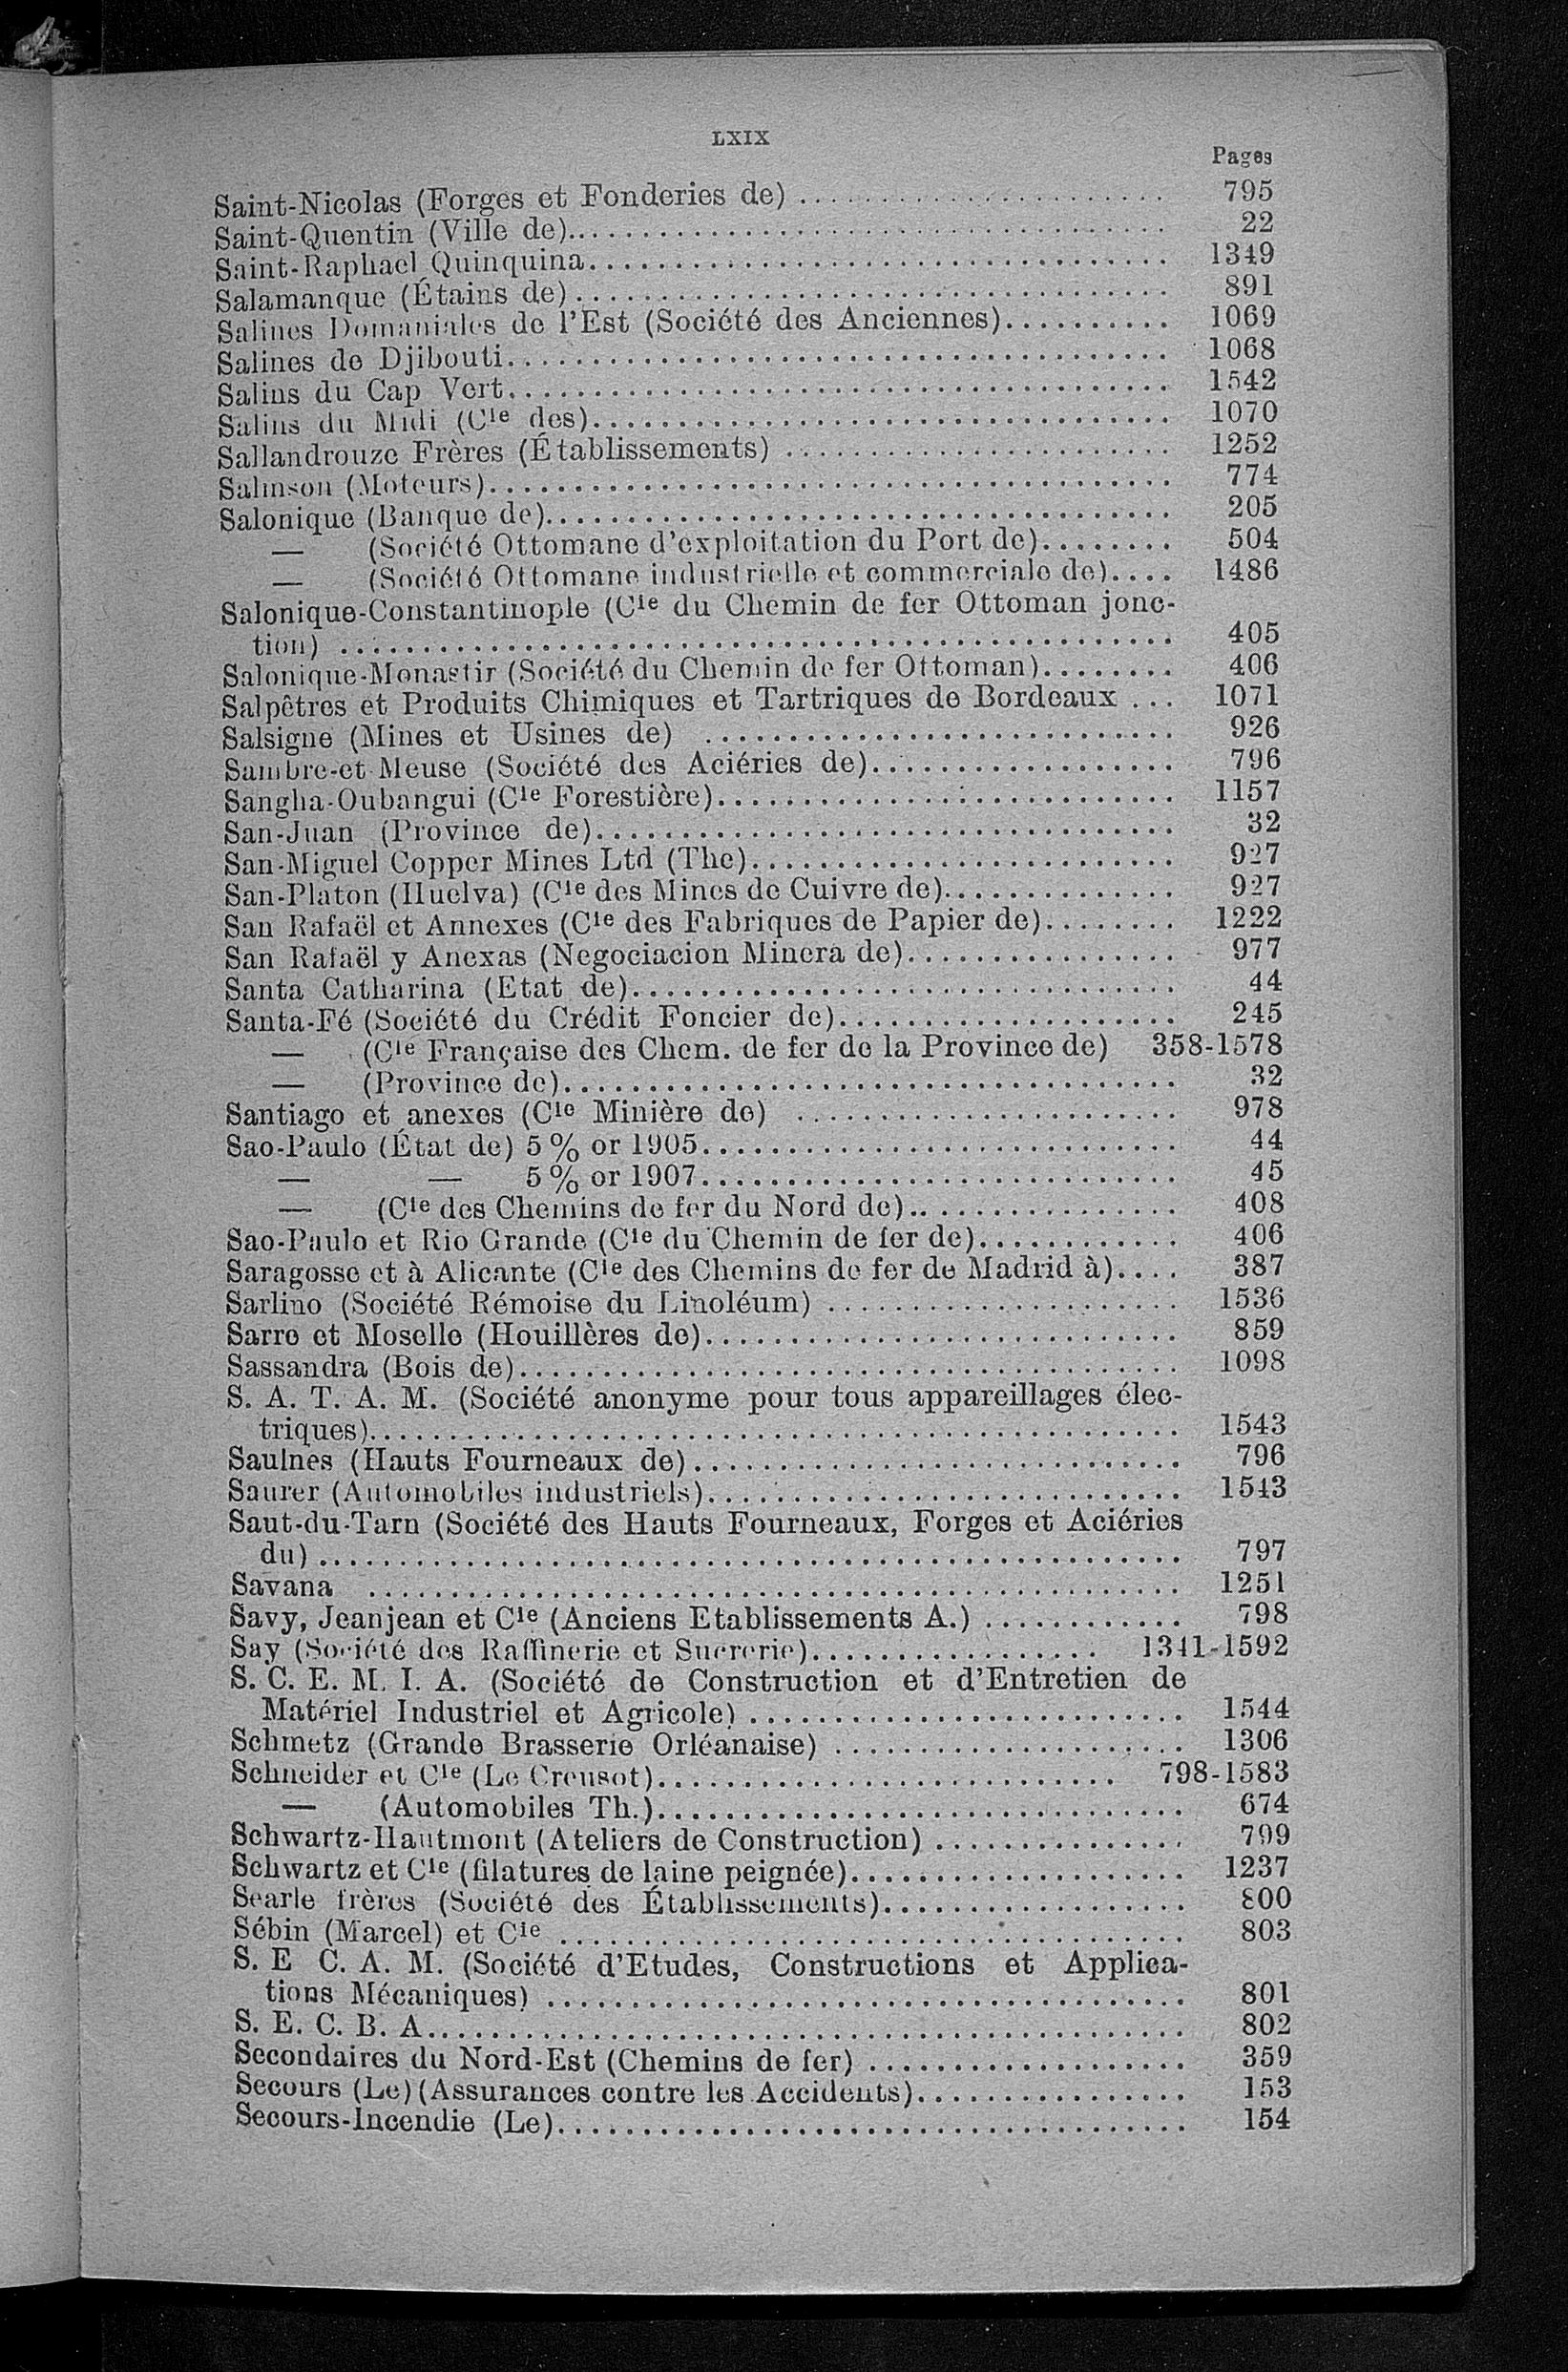 LXIX
Pages
Saint-Nicolas (Forges et Fonderies de) ...................... 795
Saint-Quentin (Ville de).................................... 22
Saint-Raphael Quinquina.................................. 1349
Salamanque (Étains de)................................... 891
Salines Domaniales de l'Est (Société des Anciennes).......... 1069
Salines de Djibouti....................................... 1068
Salins du Cap Vert....................................... 1542
Salins du Midi (Cie des).................................. 1070
Sallandrouze Frères (Établissements) ....................... 1252
Salmson (Moteurs)........................................ 774
Salonique (Banque de)..................................... 205
— (Société Ottomane d'exploitation du Port de)........ 504
— (Société Ottomane industrielle et commerciale de).... 1486
Salonique-Constantinople (Cie du Chemin de fer Ottoman jonc-
tion) .................................................. 405
Salonique-Monastir (Société du Chemin de fer Ottoman)........ 406
Salpêtres et Produits Chimiques et Tartriques de Bordeaux ... 1071
Salsigne (Mines et Usines de) ............................ 926
Sambre-et-Meuse (Société des Aciéries de).................. 796
Sangha-Oubangui (Cie Forestière)........................... 1157
San-Juan (Province de).................................. 32
San-Miguel Copper Mines Ltd (The)......................... 927
San-Platon (Huelva) (Cie des Mines de Cuivre de).............. 927
San Rafaël et Annexes (Cie des Fabriques de Papier de)........ 1222
San Rafaël y Anexas (Negociacion Minera de)................ 977
Santa Catharina (Etat de)................................ 44
Santa-Fé (Société du Crédit Foncier de).................... 245
— (Cie Française des Chem. de fer de la Province de) 358-1578
— (Province de).................................... 32
Santiago et anexes (Cie Minière de) ....................... 978
Sao-Paulo (État de) 5 % or 1905............................ 44
— — 5 % or 1907............................ 45
— (Cie des Chemins de fer du Nord de)................ 408
Sao-Paulo et Rio Grande (Cie du Chemin de fer de)............ 406
Saragosse et à Alicante (Cie des Chemins de fer de Madrid à).... 387
Sarlino (Société Rémoise du Linoléum) ..................... 1536
Sarre et Moselle (Houillères de)............................ 859
Sassandra (Bois de)....................................... 1098
S. A. T. A. M. (Société anonyme pour tous appareillages élec-
triques)................................................ 1543
Saulnes (Hauts Fourneaux de)............................. 796
Saurer (Automobiles industriels)............................ 1543
Saut-du-Tarn (Société des Hauts Fourneaux, Forges et Aciéries
du) .................................................... 797
Savana ................................................ 1251
Savy, Jeanjean et Cie (Anciens Etablissements A.) ............ 798
Say (Société des Raffinerie et Sucrerie)................. 1341-1592
S. C. E. M. I. A. (Société de Construction et d'Entretien de
Matériel Industriel et Agricole) .......................... 1544
Schmetz (Grande Brasserie Orléanaise) ..................... 1306
Schneider et Cie (Le Creusot)........................... 798-1583
— (Automobiles Th.)............................... 674
Schwartz-Hautmont (Ateliers de Construction) ............... 799
Schwartz et Cie (filatures de laine peignée).................... 1237
Searle frères (Société des Établissements).................. 800
Sébin (Marcel) et Cie ..................................... 803
S. E C. A. M. (Société d'Etudes, Constructions et Applica-
tions Mécaniques) ...................................... 801
S. E. C. B. A............................................. 802
Secondaires du Nord-Est (Chemins de fer) ................... 359
Secours (Le) (Assurances contre les Accidents)................ 153
Secours-Incendie (Le)...................................... 154